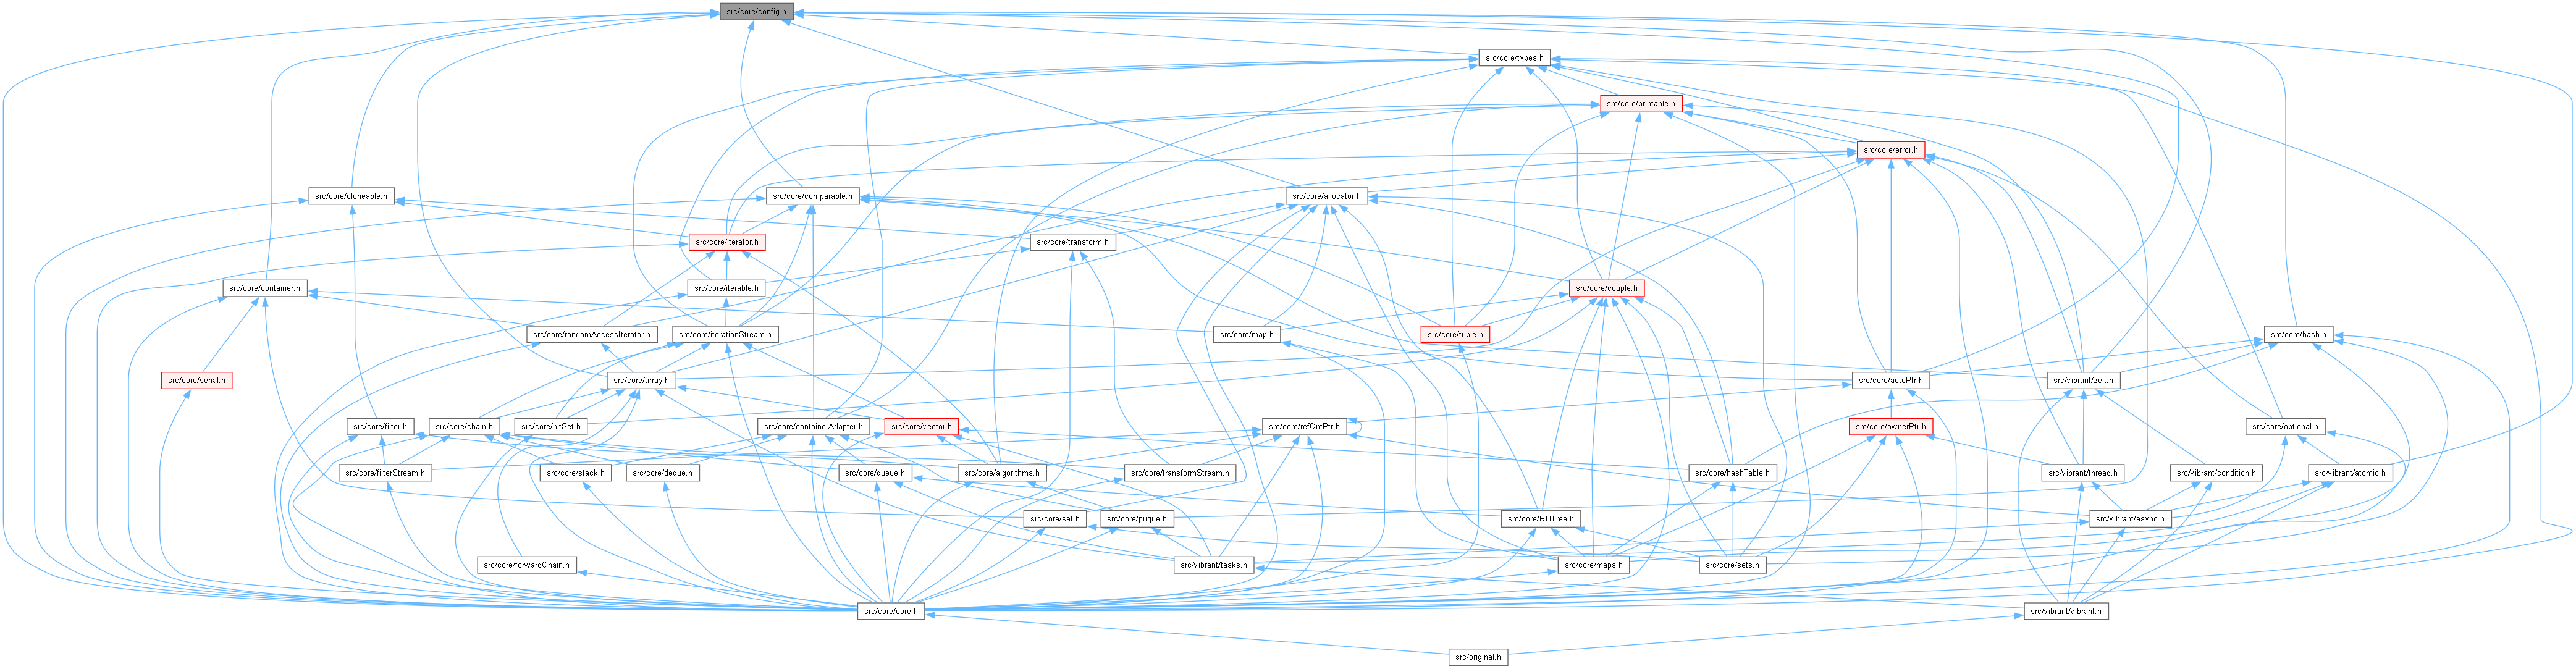 src/core/config.h
src/core/types.h
src/core/printable.h
src/core/error.h
src/core/cloneable.h
src/core/comparable.h
src/core/allocator.h
src/core/iterator.h
src/core/transform.h
src/core/container.h
src/core/iterable.h
src/core/couple.h
src/core/randomAccessIterator.h
src/core/iterationStream.h
src/core/map.h
src/core/tuple.h
src/core/hash.h
src/core/serial.h
src/core/array.h
src/core/autoPtr.h
src/vibrant/zeit.h
src/core/filter.h
src/core/chain.h
src/core/bitSet.h
src/core/containerAdapter.h
src/core/vector.h
src/core/refCntPtr.h
src/core/ownerPtr.h
src/core/optional.h
src/core/filterStream.h
src/core/stack.h
src/core/deque.h
src/core/queue.h
src/core/algorithms.h
src/core/transformStream.h
src/core/hashTable.h
src/vibrant/thread.h
src/vibrant/condition.h
src/vibrant/atomic.h
src/core/set.h
src/core/prique.h
src/core/RBTree.h
src/vibrant/async.h
src/core/forwardChain.h
src/vibrant/tasks.h
src/core/maps.h
src/core/sets.h
src/core/core.h
src/vibrant/vibrant.h
src/original.h